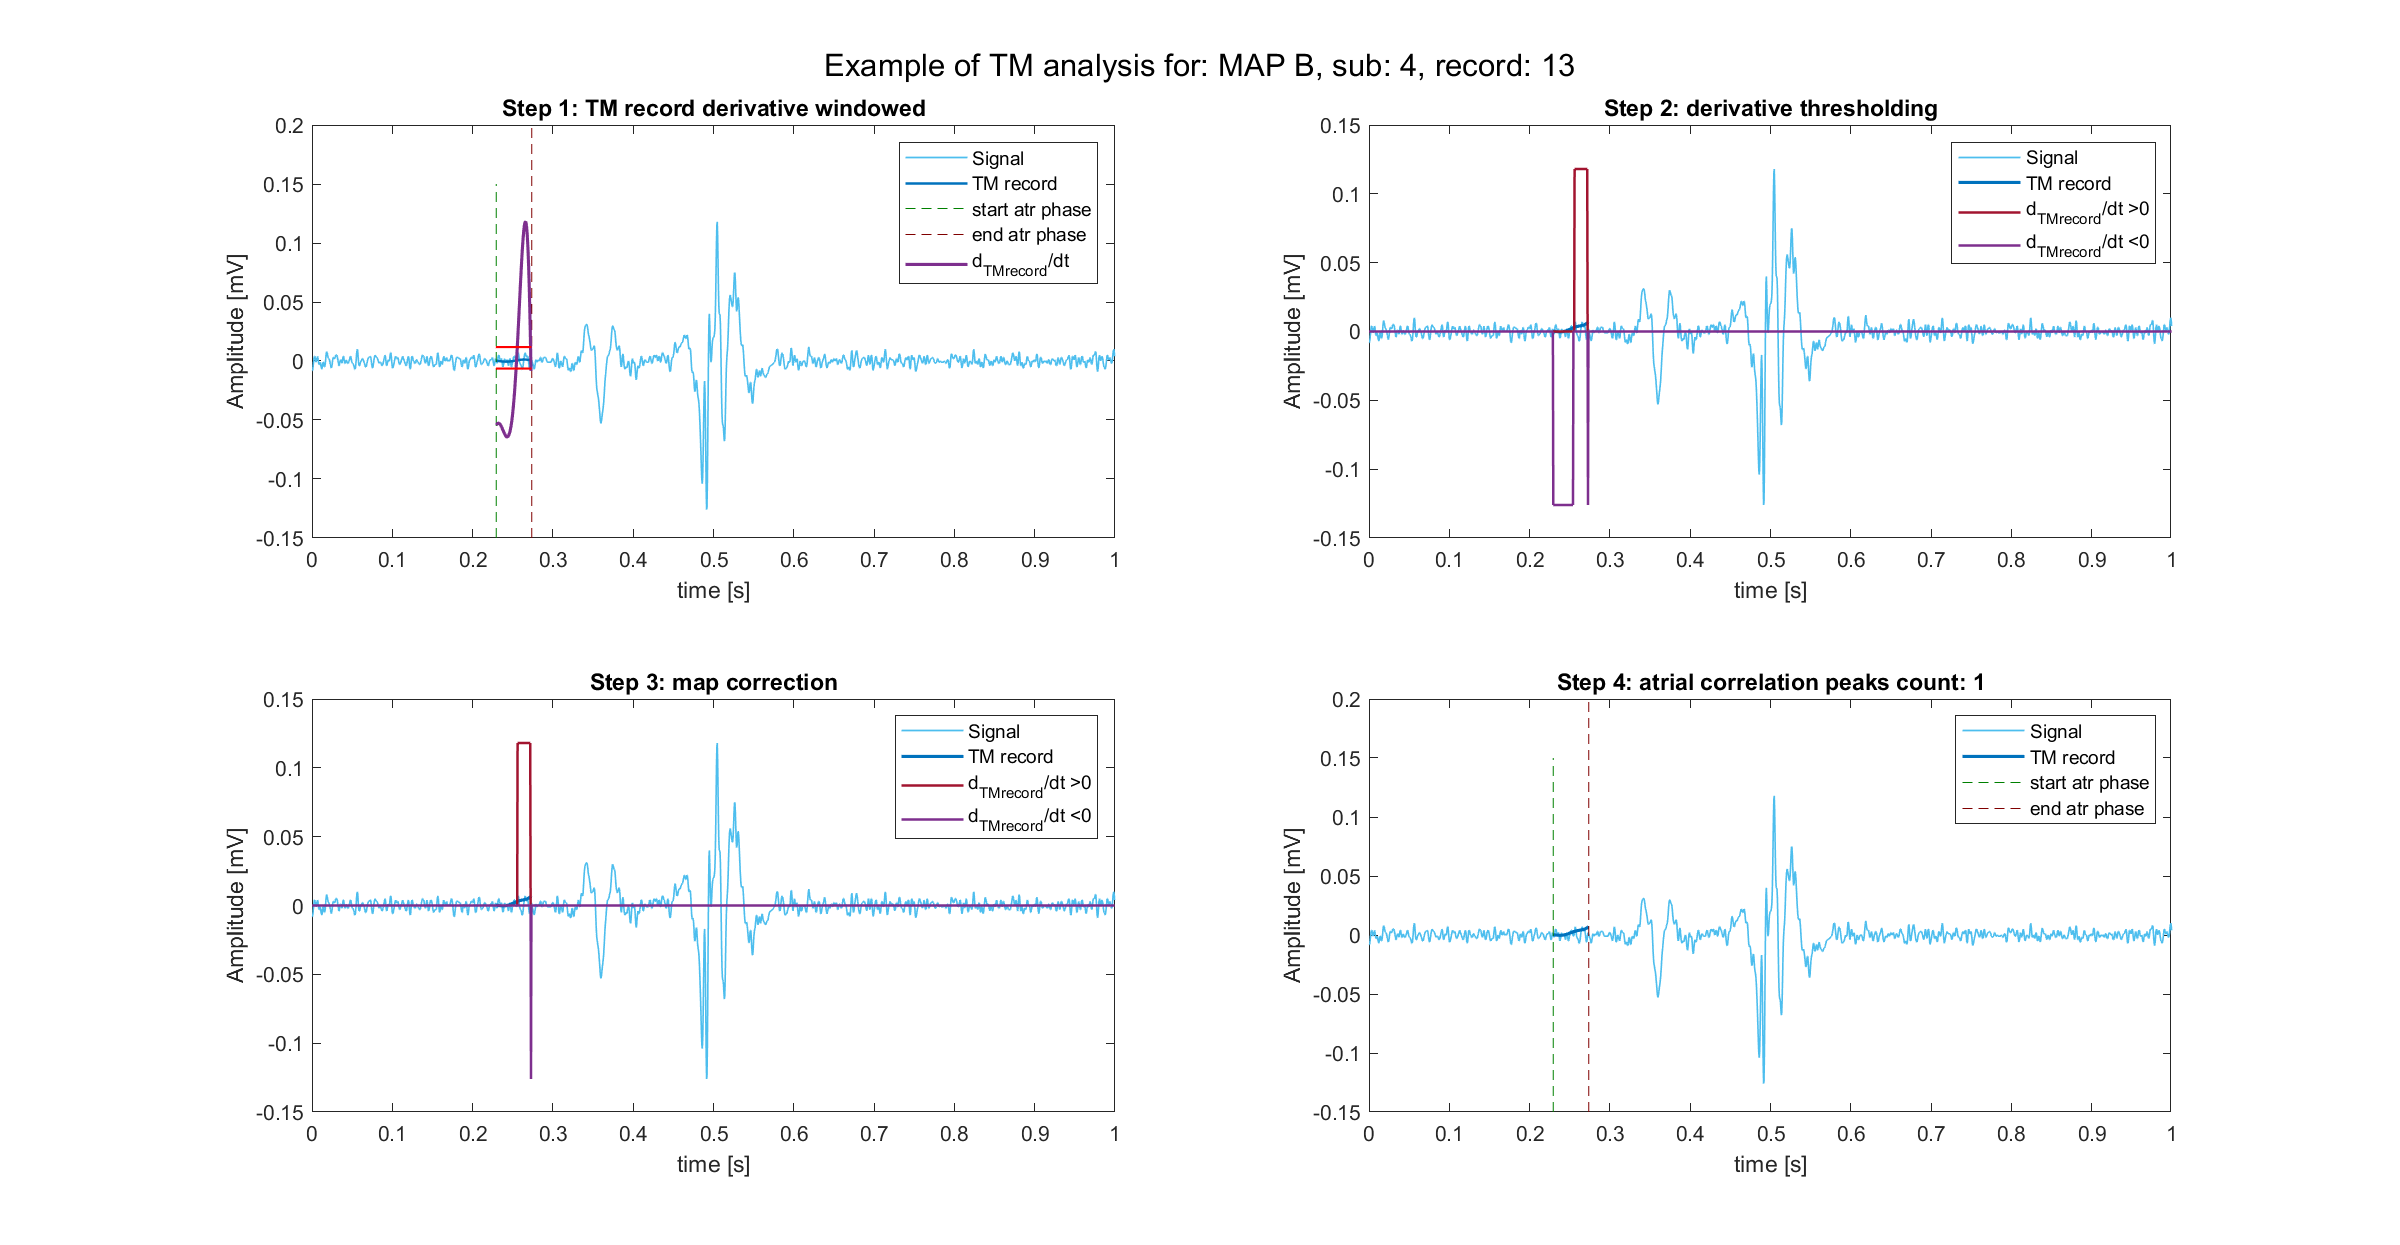 Example of TM analysis for: MAP B, sub: 4, record: 13
Step 1: TM record derivative windowed
0.2
0.15
0.1
0.05
0
-0.05
-0.1
-0.15
Amplitude [mV]
0 0.1 0.2 0.3 0.4 0.5 0.6 0.7 0.8 0.9 1
time [s]
Signal
TM record
start atr phase
end atr phase
dTMrecord/dt
Step 2: derivative thresholding
0.15
0.1
0.05
0
-0.05
-0.1
-0.15
Amplitude [mV]
0 0.1 0.2 0.3 0.4 0.5 0.6 0.7 0.8 0.9 1
time [s]
Signal
TM record
dTMrecord/dt >0
dTMrecord/dt <0
Step 3: map correction
0.15
0.1
0.05
0
-0.05
-0.1
-0.15
Amplitude [mV]
0 0.1 0.2 0.3 0.4 0.5 0.6 0.7 0.8 0.9 1
time [s]
Signal
TM record
dTMrecord/dt >0
dTMrecord/dt <0
Step 4: atrial correlation peaks count: 1
0.2
0.15
0.1
0.05
0
-0.05
-0.1
-0.15
Amplitude [mV]
0 0.1 0.2 0.3 0.4 0.5 0.6 0.7 0.8 0.9 1
time [s]
Signal
TM record
start atr phase
end atr phase